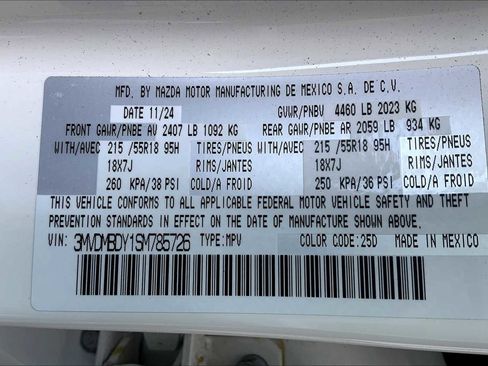 MFD. BY MAZDA MOTOR MANUFACTURING DE MEXICO S.A. DE C.V.
DATE 11/24 GVWR/PNBV 4460 LB 2023 KG
FRONT GAWR/PNBE AV 2407 LB 1092 KG REAR GAWR/PNBE AR 2059 LB 934 KG
WITH/AVEC 215 /55R18 95H TIRES/PNEUS WITH/AVEC 215 /55R18 95H TIRES/PNEUS
18X7J RIMS/JANTES 18X7J RIMS/JANTES
260 KPA/38 PSI COLD/A FROID 250 KPA/36 PSI COLD/A FROID
THIS VEHICLE CONFORMS TO ALL APPLICABLE FEDERAL MOTOR VEHICLE SAFETY AND THEFT
PREVENTION STANDARDS IN EFFECT ON THE DATE OF MANUFACTURE SHOWN ABOVE.
VIN: 3MVDMBDY1SM785726 TYPE: MPV COLOR CODE: 25D MADE IN MEXICO